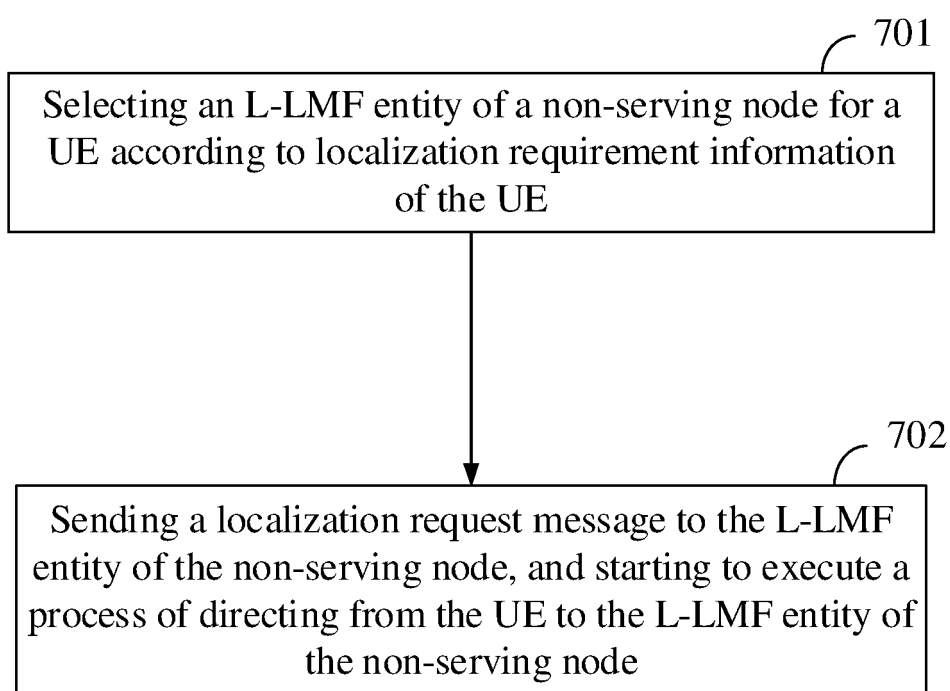 701
Selecting an L-LMF entity of a non-serving node for a
UE according to localization requirement information
of the UE
702
Sending a localization request message to the L-LMF
entity of the non-serving node, and starting to execute a
process of directing from the UE to the L-LMF entity of
the non-serving node